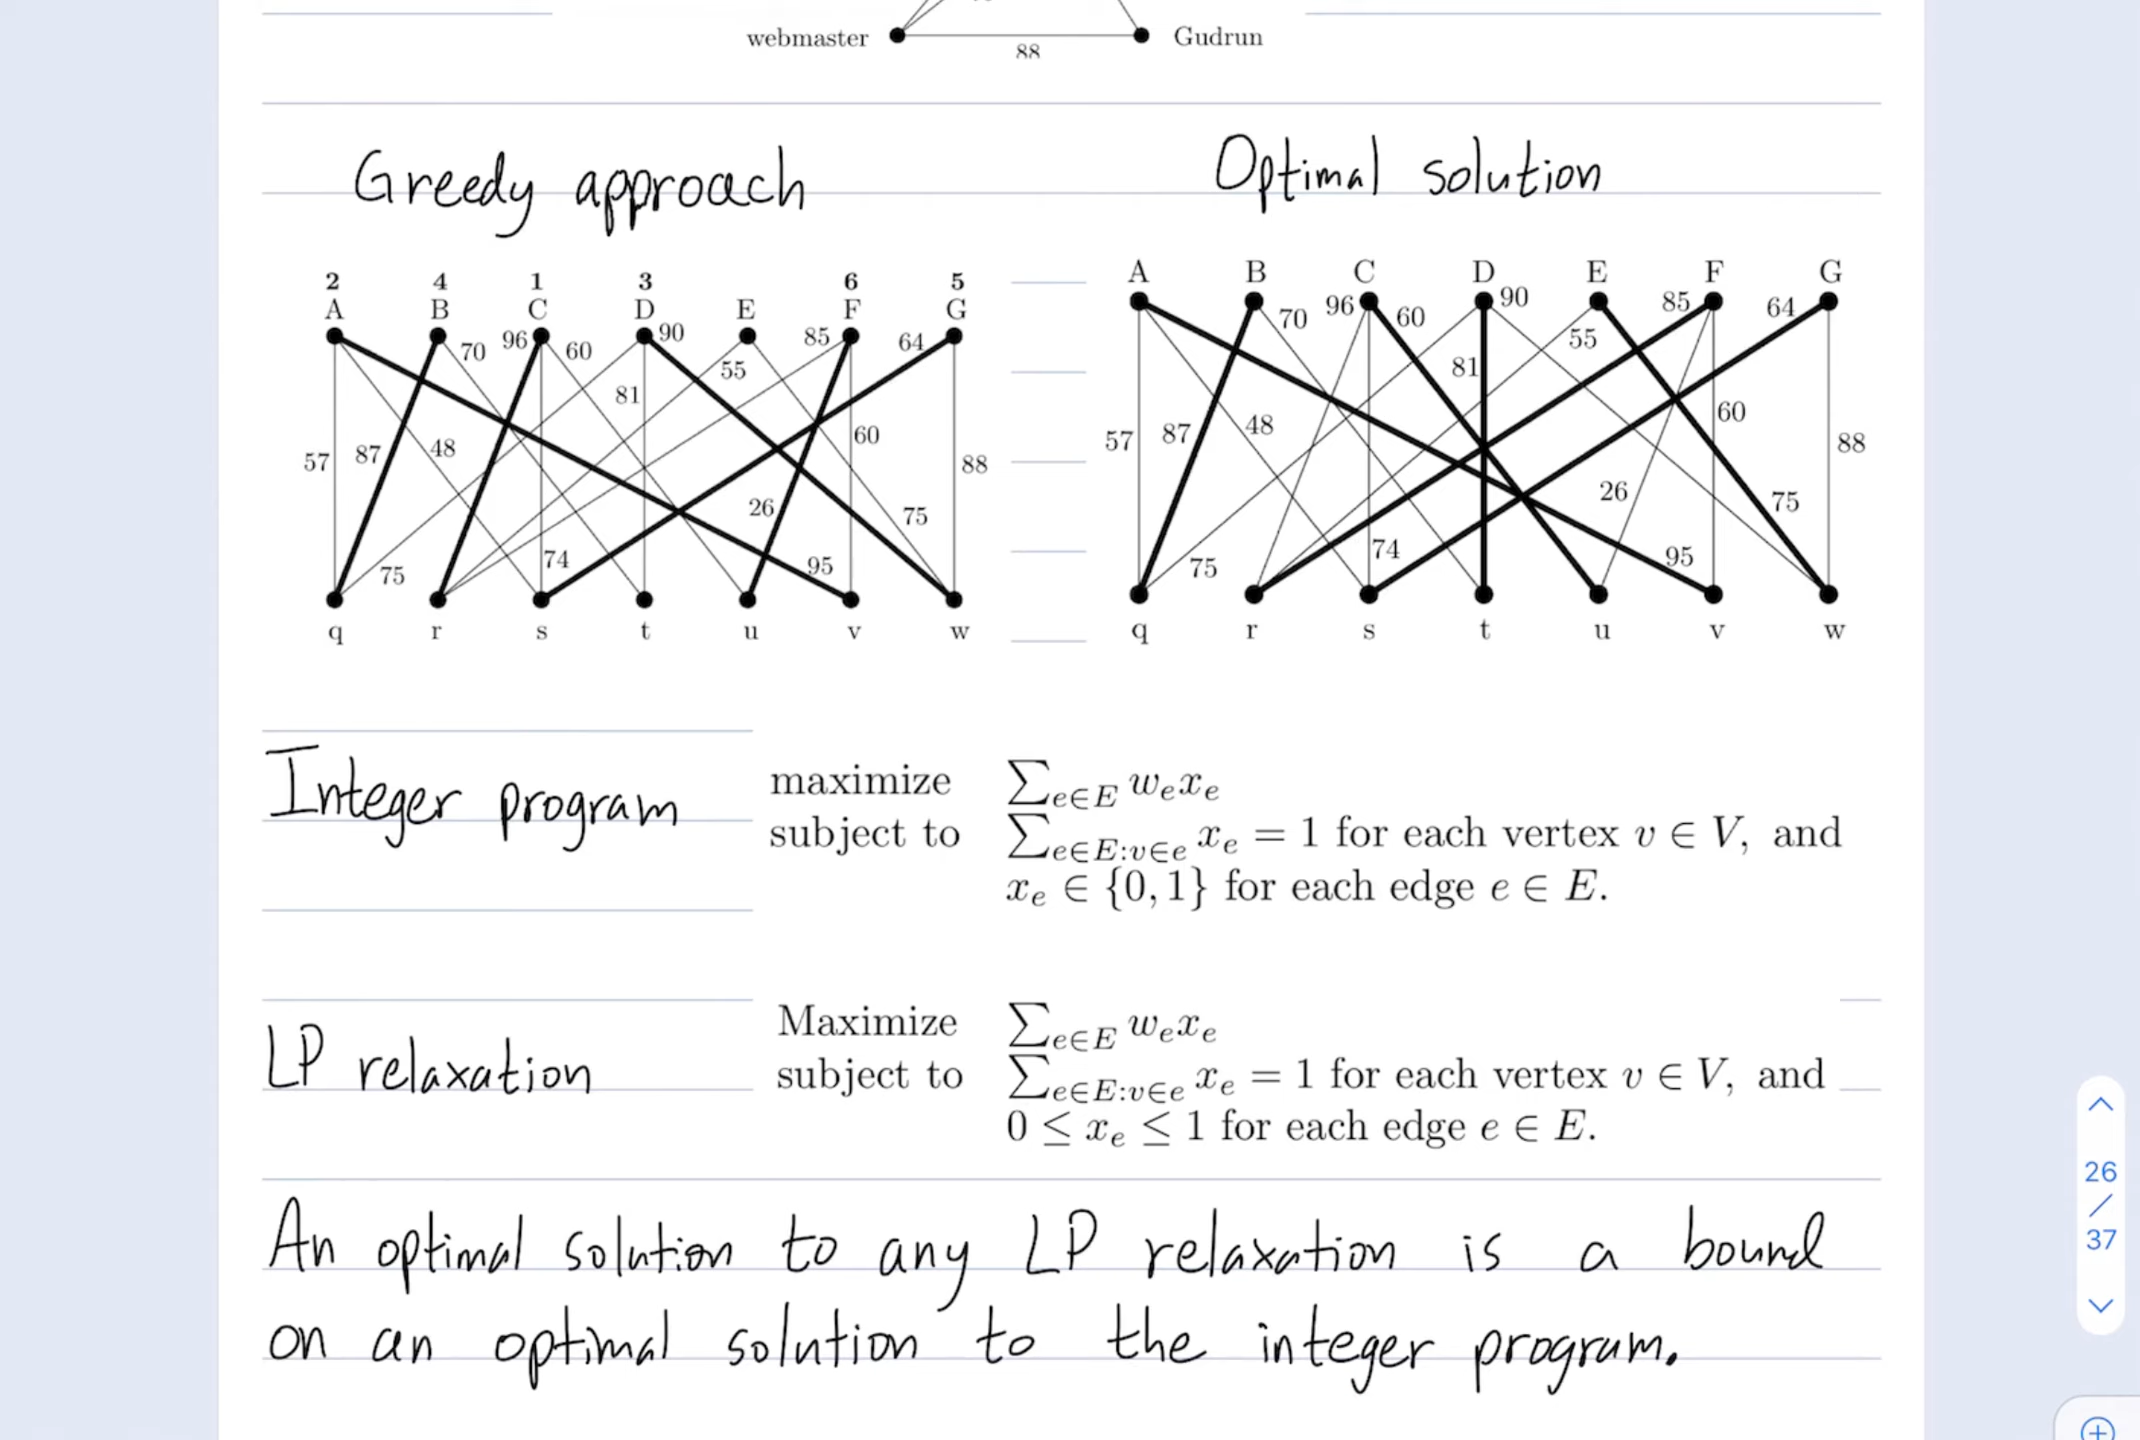 webmaster Gudrun
88
Greedy approach Optimal solution
2 4 1 3 6 5
A B C D E F G
A B C D E F G
70 96 60 90 55 85 64
81
57 87 48 60 88
26 75
75 74 95
q r s t u v w
70 96 60 90 55 85 64
81
57 87 48 60 88
26 75
75 74 95
q r s t u v w
Integer program
maximize ∑e∈E wexe
subject to ∑e∈E:v∈e xe = 1 for each vertex v ∈ V, and
xe ∈ {0, 1} for each edge e ∈ E.
LP relaxation
Maximize ∑e∈E wexe
subject to ∑e∈E:v∈e xe = 1 for each vertex v ∈ V, and
0 ≤ xe ≤ 1 for each edge e ∈ E.
An optimal solution to any LP relaxation is a bound
on an optimal solution to the integer program.
26
/
37